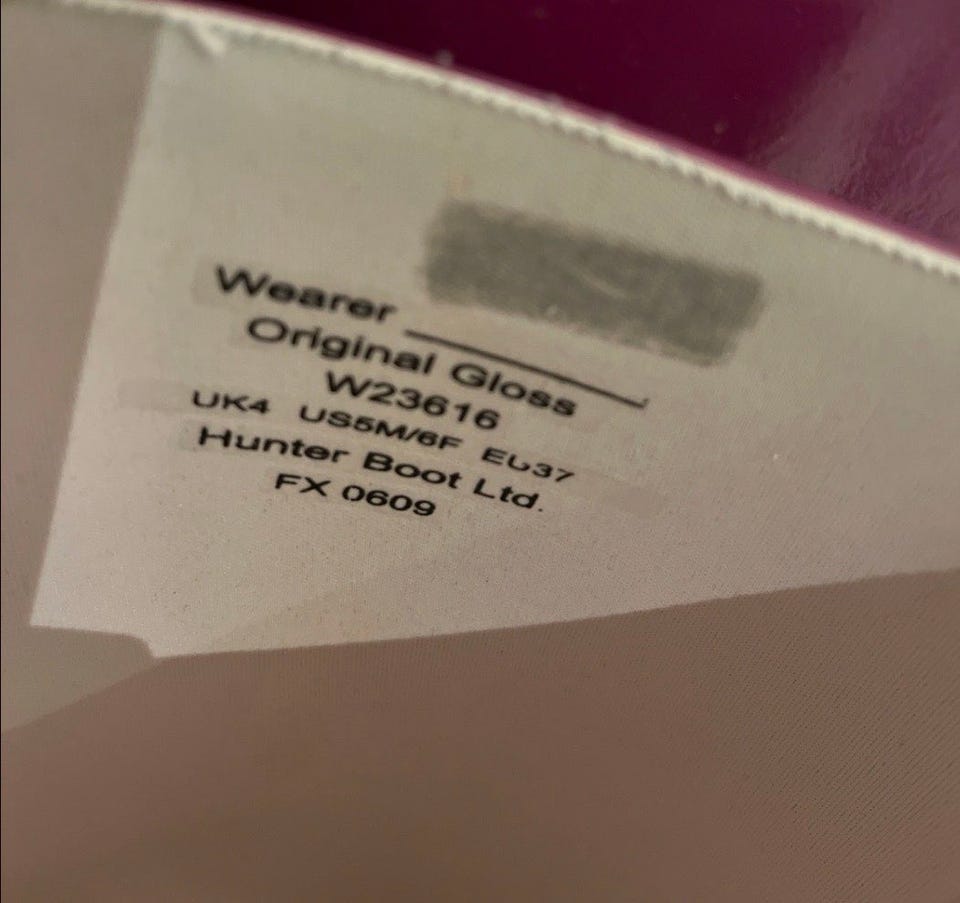 Wearer
Original Gloss
W23616
UK4 US5M/6F EU37
Hunter Boot Ltd.
FX 0609